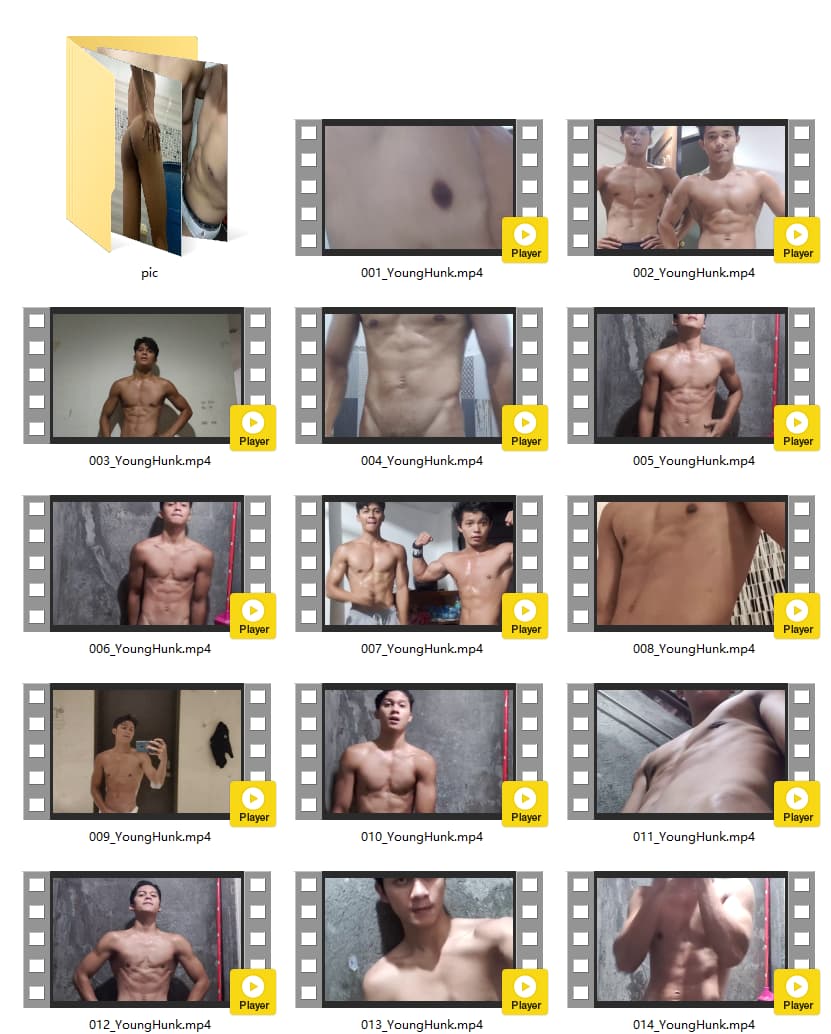 Player
Player
pic
001_YoungHunk.mp4
002_YoungHunk.mp4
Player
Player
Player
003_YoungHunk.mp4
004_YoungHunk.mp4
005_YoungHunk.mp4
Player
Player
Player
006_YoungHunk.mp4
007_YoungHunk.mp4
008_YoungHunk.mp4
Player
Player
Player
009_YoungHunk.mp4
010_YoungHunk.mp4
011_YoungHunk.mp4
Player
Player
Player
012_YoungHunk.mp4
013_YoungHunk.mp4
014_YoungHunk.mp4